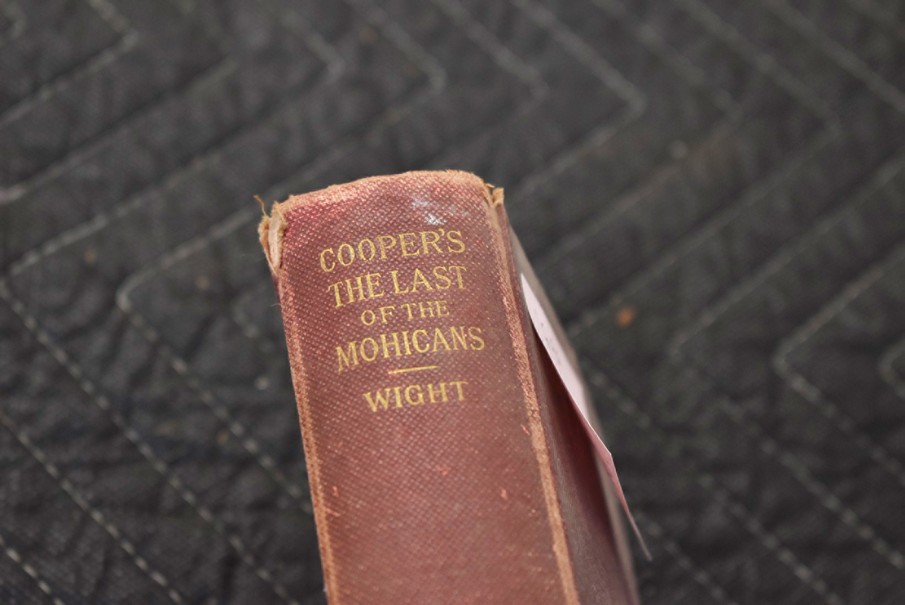 COOPER'S
THE LAST
OF THE
MOHICANS
WIGHT